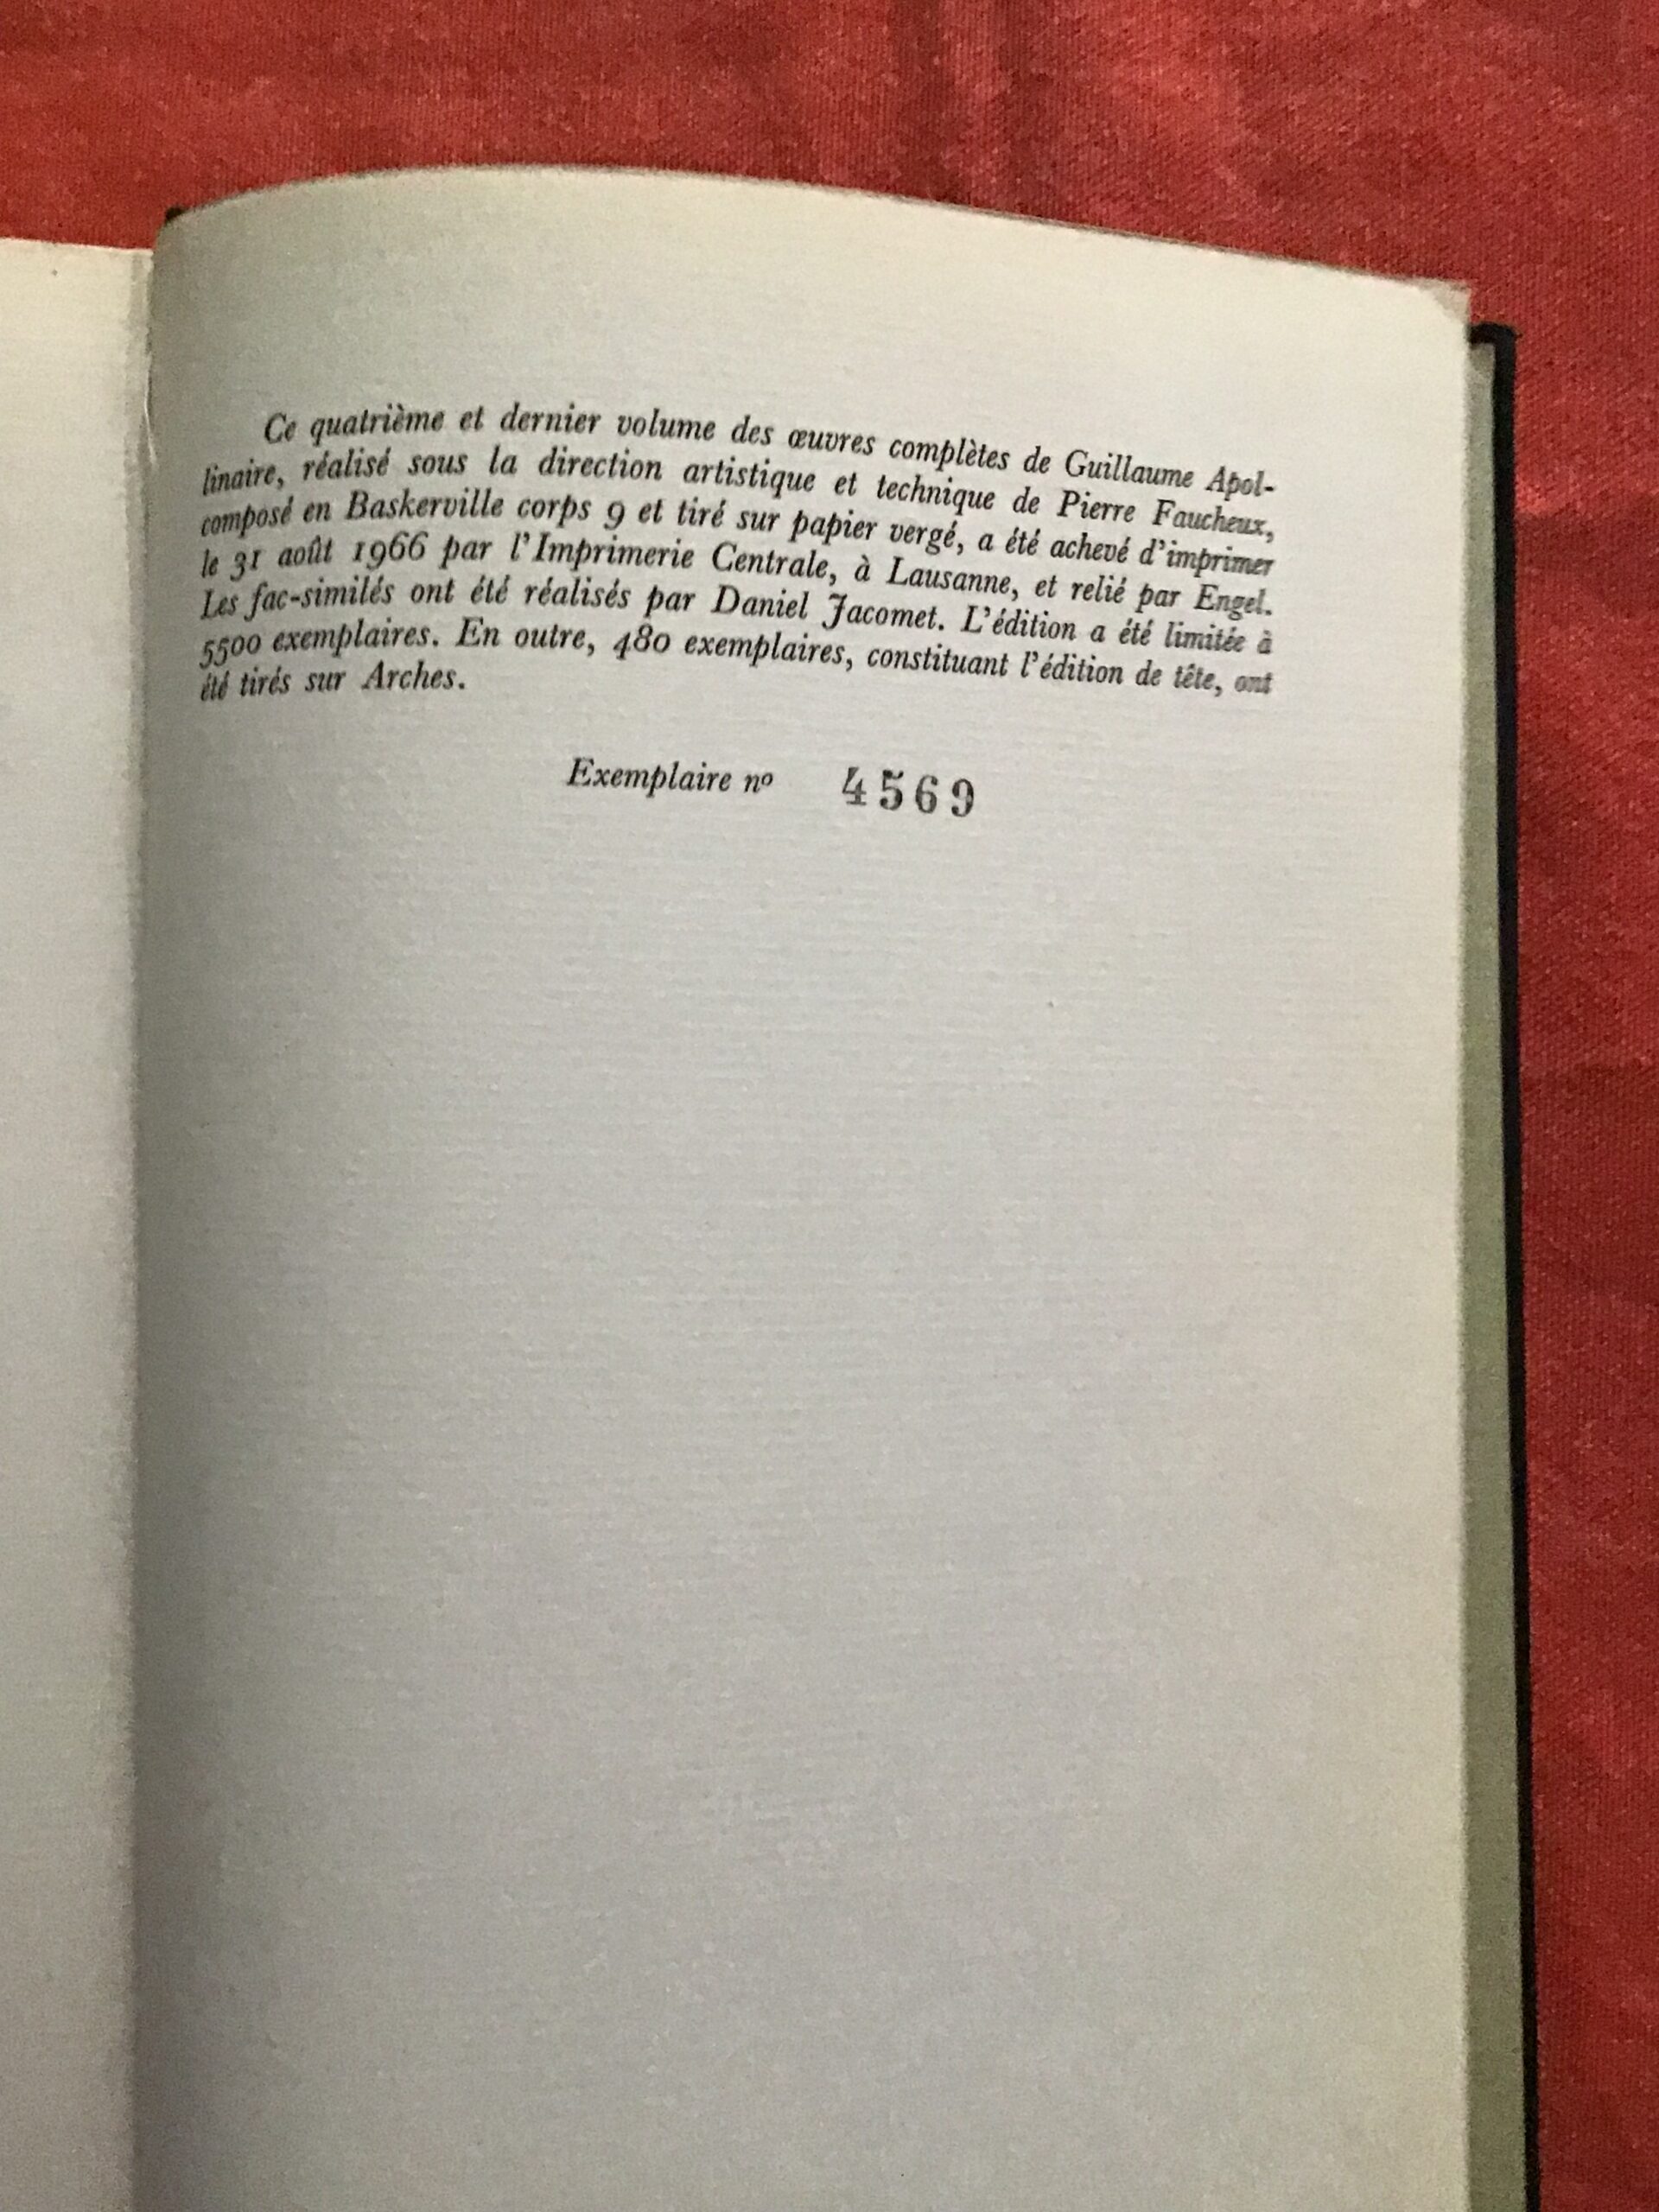 Ce quatrième et dernier volume des œuvres complètes de Guillaume Apol-
linaire, réalisé sous la direction artistique et technique de Pierre Faucheux,
composé en Baskerville corps 9 et tiré sur papier vergé, a été achevé d'imprimer
le 31 août 1966 par l'Imprimerie Centrale, à Lausanne, et relié par Engel.
Les fac-similés ont été réalisés par Daniel Jacomet. L'édition a été limitée à
5500 exemplaires. En outre, 480 exemplaires, constituant l'édition de tête, ont
été tirés sur Arches.
Exemplaire nº 4569